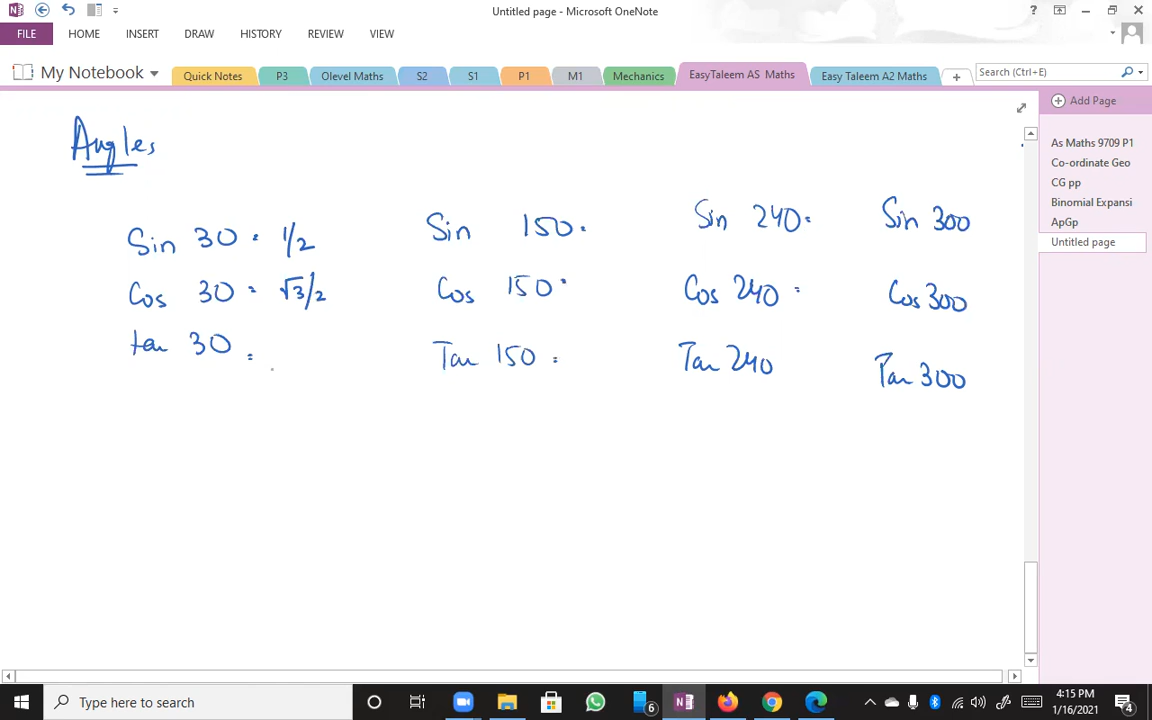 Untitled page - Microsoft OneNote
FILE HOME INSERT DRAW HISTORY REVIEW VIEW
My Notebook Quick Notes P3 Olevel Maths S2 S1 P1 M1 Mechanics EasyTaleem AS Maths Easy Taleem A2 Maths Search (Ctrl+E)
Add Page
As Maths 9709 P1
Co-ordinate Geo
CG pp
Binomial Expansi
ApGp
Untitled page
Angles
Sin 30 = 1/2 Sin 150 = Sin 240 = Sin 300
Cos 30 = √3/2 Cos 150 = Cos 240 = Cos 300
tan 30 = Tan 150 = Tan 240 Tan 300
Type here to search
6
4:15 PM
1/16/2021
4